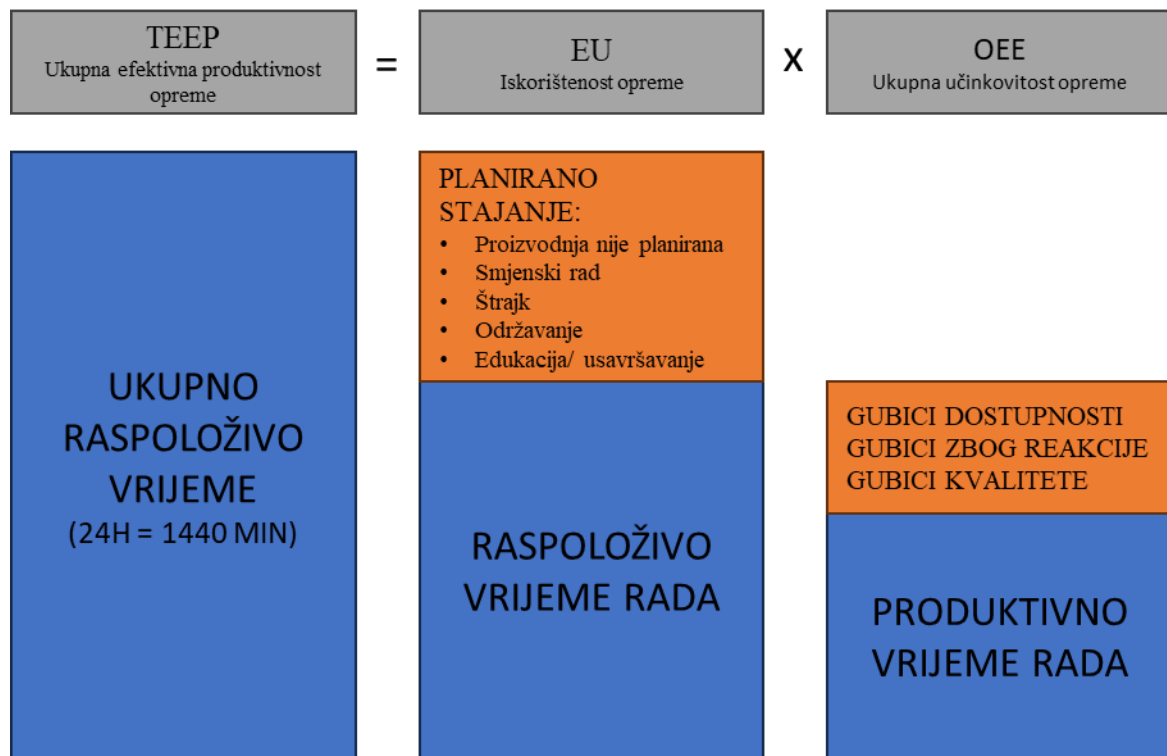 TEEP
Ukupna efektivna produktivnost
opreme
=
EU
Iskorištenost opreme
x
OEE
Ukupna učinkovitost opreme
UKUPNO
RASPOLOŽIVO
VRIJEME
(24H = 1440 MIN)
PLANIRANO
STAJANJE:
• Proizvodnja nije planirana
• Smjenski rad
• Štrajk
• Održavanje
• Edukacija/ usavršavanje
RASPOLOŽIVO
VRIJEME RADA
GUBICI DOSTUPNOSTI
GUBICI ZBOG REAKCIJE
GUBICI KVALITETE
PRODUKTIVNO
VRIJEME RADA